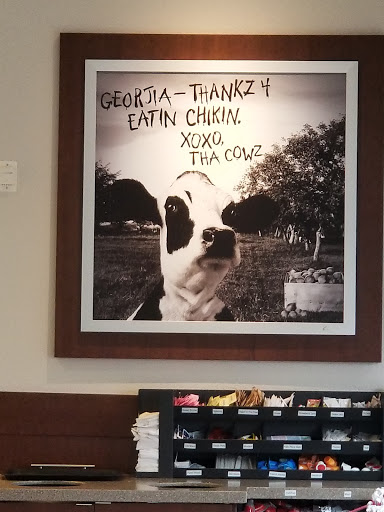 GEORJIA — THANKZ 4
EATIN CHIKIN.
XOXO,
THA COWZ